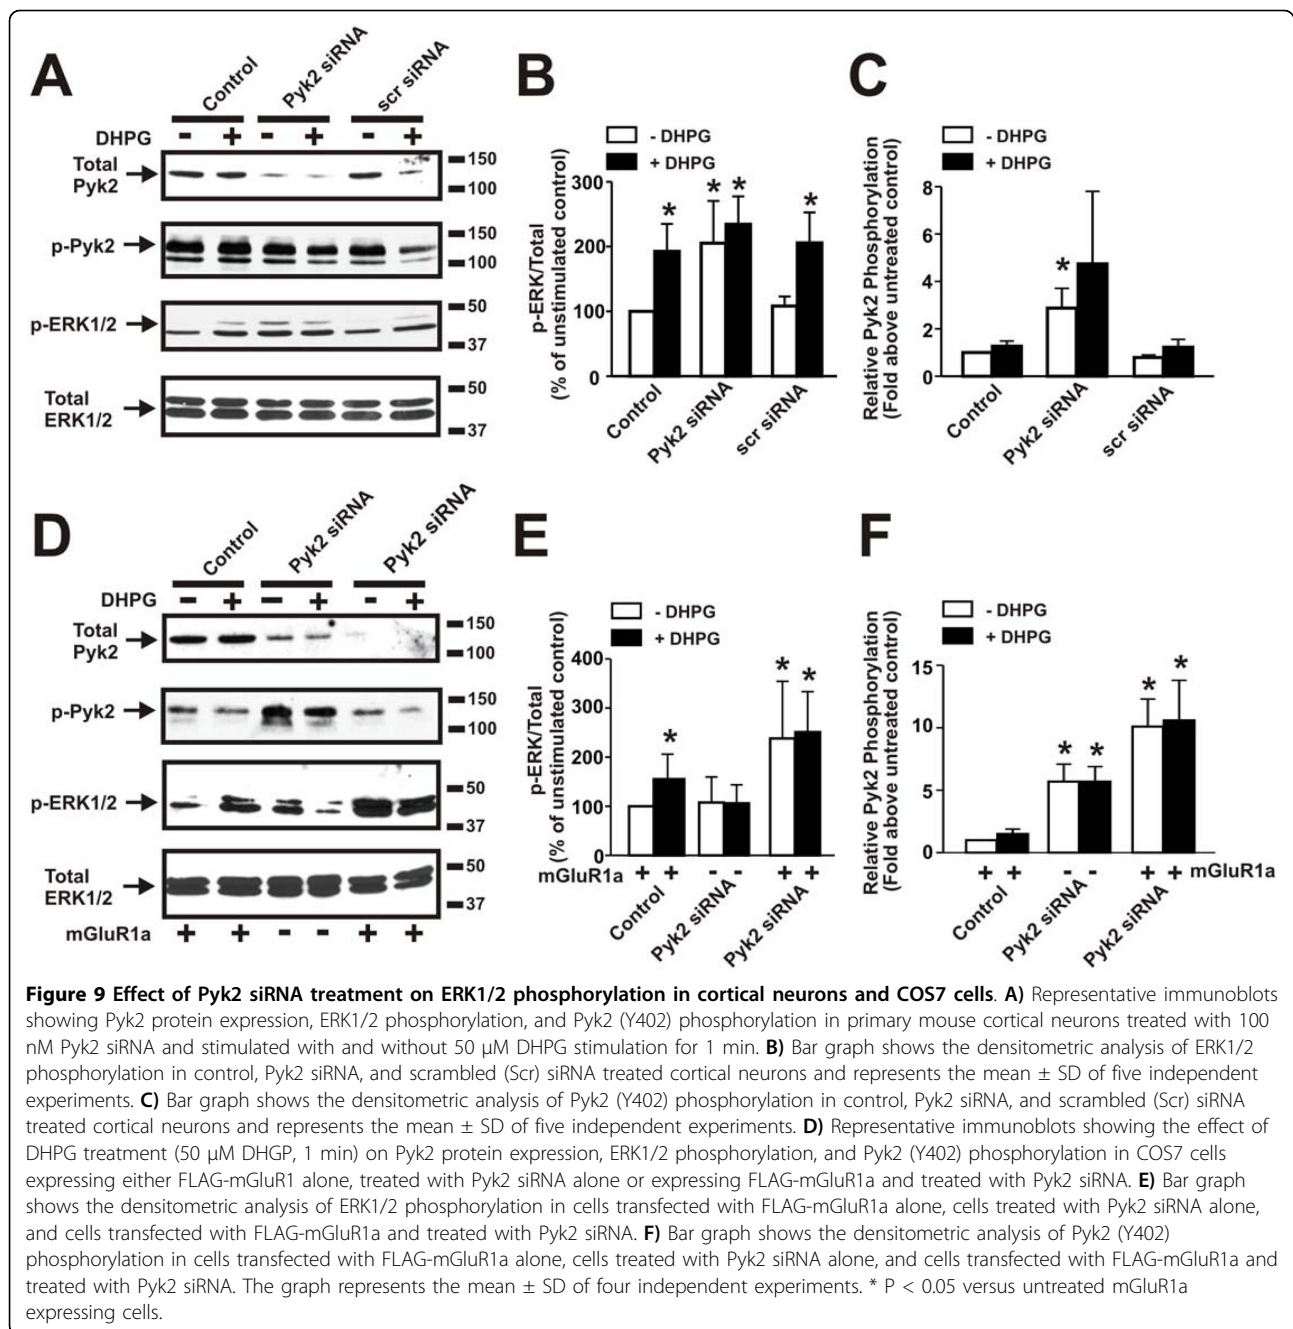 A
Control
Pyk2 siRNA
scr siRNA
DHPG - + - + - +
Total Pyk2
150
100
p-Pyk2
150
100
p-ERK1/2
50
37
Total ERK1/2
50
37
B
- DHPG
+ DHPG
p-ERK/Total
(% of unstimulated control)
300
200
100
0
* * * *
Control
Pyk2 siRNA
scr siRNA
C
- DHPG
+ DHPG
Relative Pyk2 Phosphorylation
(Fold above untreated control)
8
6
4
2
0
*
Control
Pyk2 siRNA
scr siRNA
D
Control
Pyk2 siRNA
Pyk2 siRNA
DHPG - + - + - +
Total Pyk2
150
100
p-Pyk2
150
100
p-ERK1/2
50
37
Total ERK1/2
50
37
mGluR1a + + - - + +
E
- DHPG
+ DHPG
p-ERK/Total
(% of unstimulated control)
400
300
200
100
0
* * *
mGluR1a + + - - + +
Control
Pyk2 siRNA
Pyk2 siRNA
F
- DHPG
+ DHPG
Relative Pyk2 Phosphorylation
(Fold above untreated control)
15
10
5
0
* * * *
+ + - - + + mGluR1a
Control
Pyk2 siRNA
Pyk2 siRNA
Figure 9 Effect of Pyk2 siRNA treatment on ERK1/2 phosphorylation in cortical neurons and COS7 cells. A) Representative immunoblots
showing Pyk2 protein expression, ERK1/2 phosphorylation, and Pyk2 (Y402) phosphorylation in primary mouse cortical neurons treated with 100
nM Pyk2 siRNA and stimulated with and without 50 µM DHPG stimulation for 1 min. B) Bar graph shows the densitometric analysis of ERK1/2
phosphorylation in control, Pyk2 siRNA, and scrambled (Scr) siRNA treated cortical neurons and represents the mean ± SD of five independent
experiments. C) Bar graph shows the densitometric analysis of Pyk2 (Y402) phosphorylation in control, Pyk2 siRNA, and scrambled (Scr) siRNA
treated cortical neurons and represents the mean ± SD of five independent experiments. D) Representative immunoblots showing the effect of
DHPG treatment (50 µM DHGP, 1 min) on Pyk2 protein expression, ERK1/2 phosphorylation, and Pyk2 (Y402) phosphorylation in COS7 cells
expressing either FLAG-mGluR1 alone, treated with Pyk2 siRNA alone or expressing FLAG-mGluR1a and treated with Pyk2 siRNA. E) Bar graph
shows the densitometric analysis of ERK1/2 phosphorylation in cells transfected with FLAG-mGluR1a alone, cells treated with Pyk2 siRNA alone,
and cells transfected with FLAG-mGluR1a and treated with Pyk2 siRNA. F) Bar graph shows the densitometric analysis of Pyk2 (Y402)
phosphorylation in cells transfected with FLAG-mGluR1a alone, cells treated with Pyk2 siRNA alone, and cells transfected with FLAG-mGluR1a and
treated with Pyk2 siRNA. The graph represents the mean ± SD of four independent experiments. * P < 0.05 versus untreated mGluR1a
expressing cells.